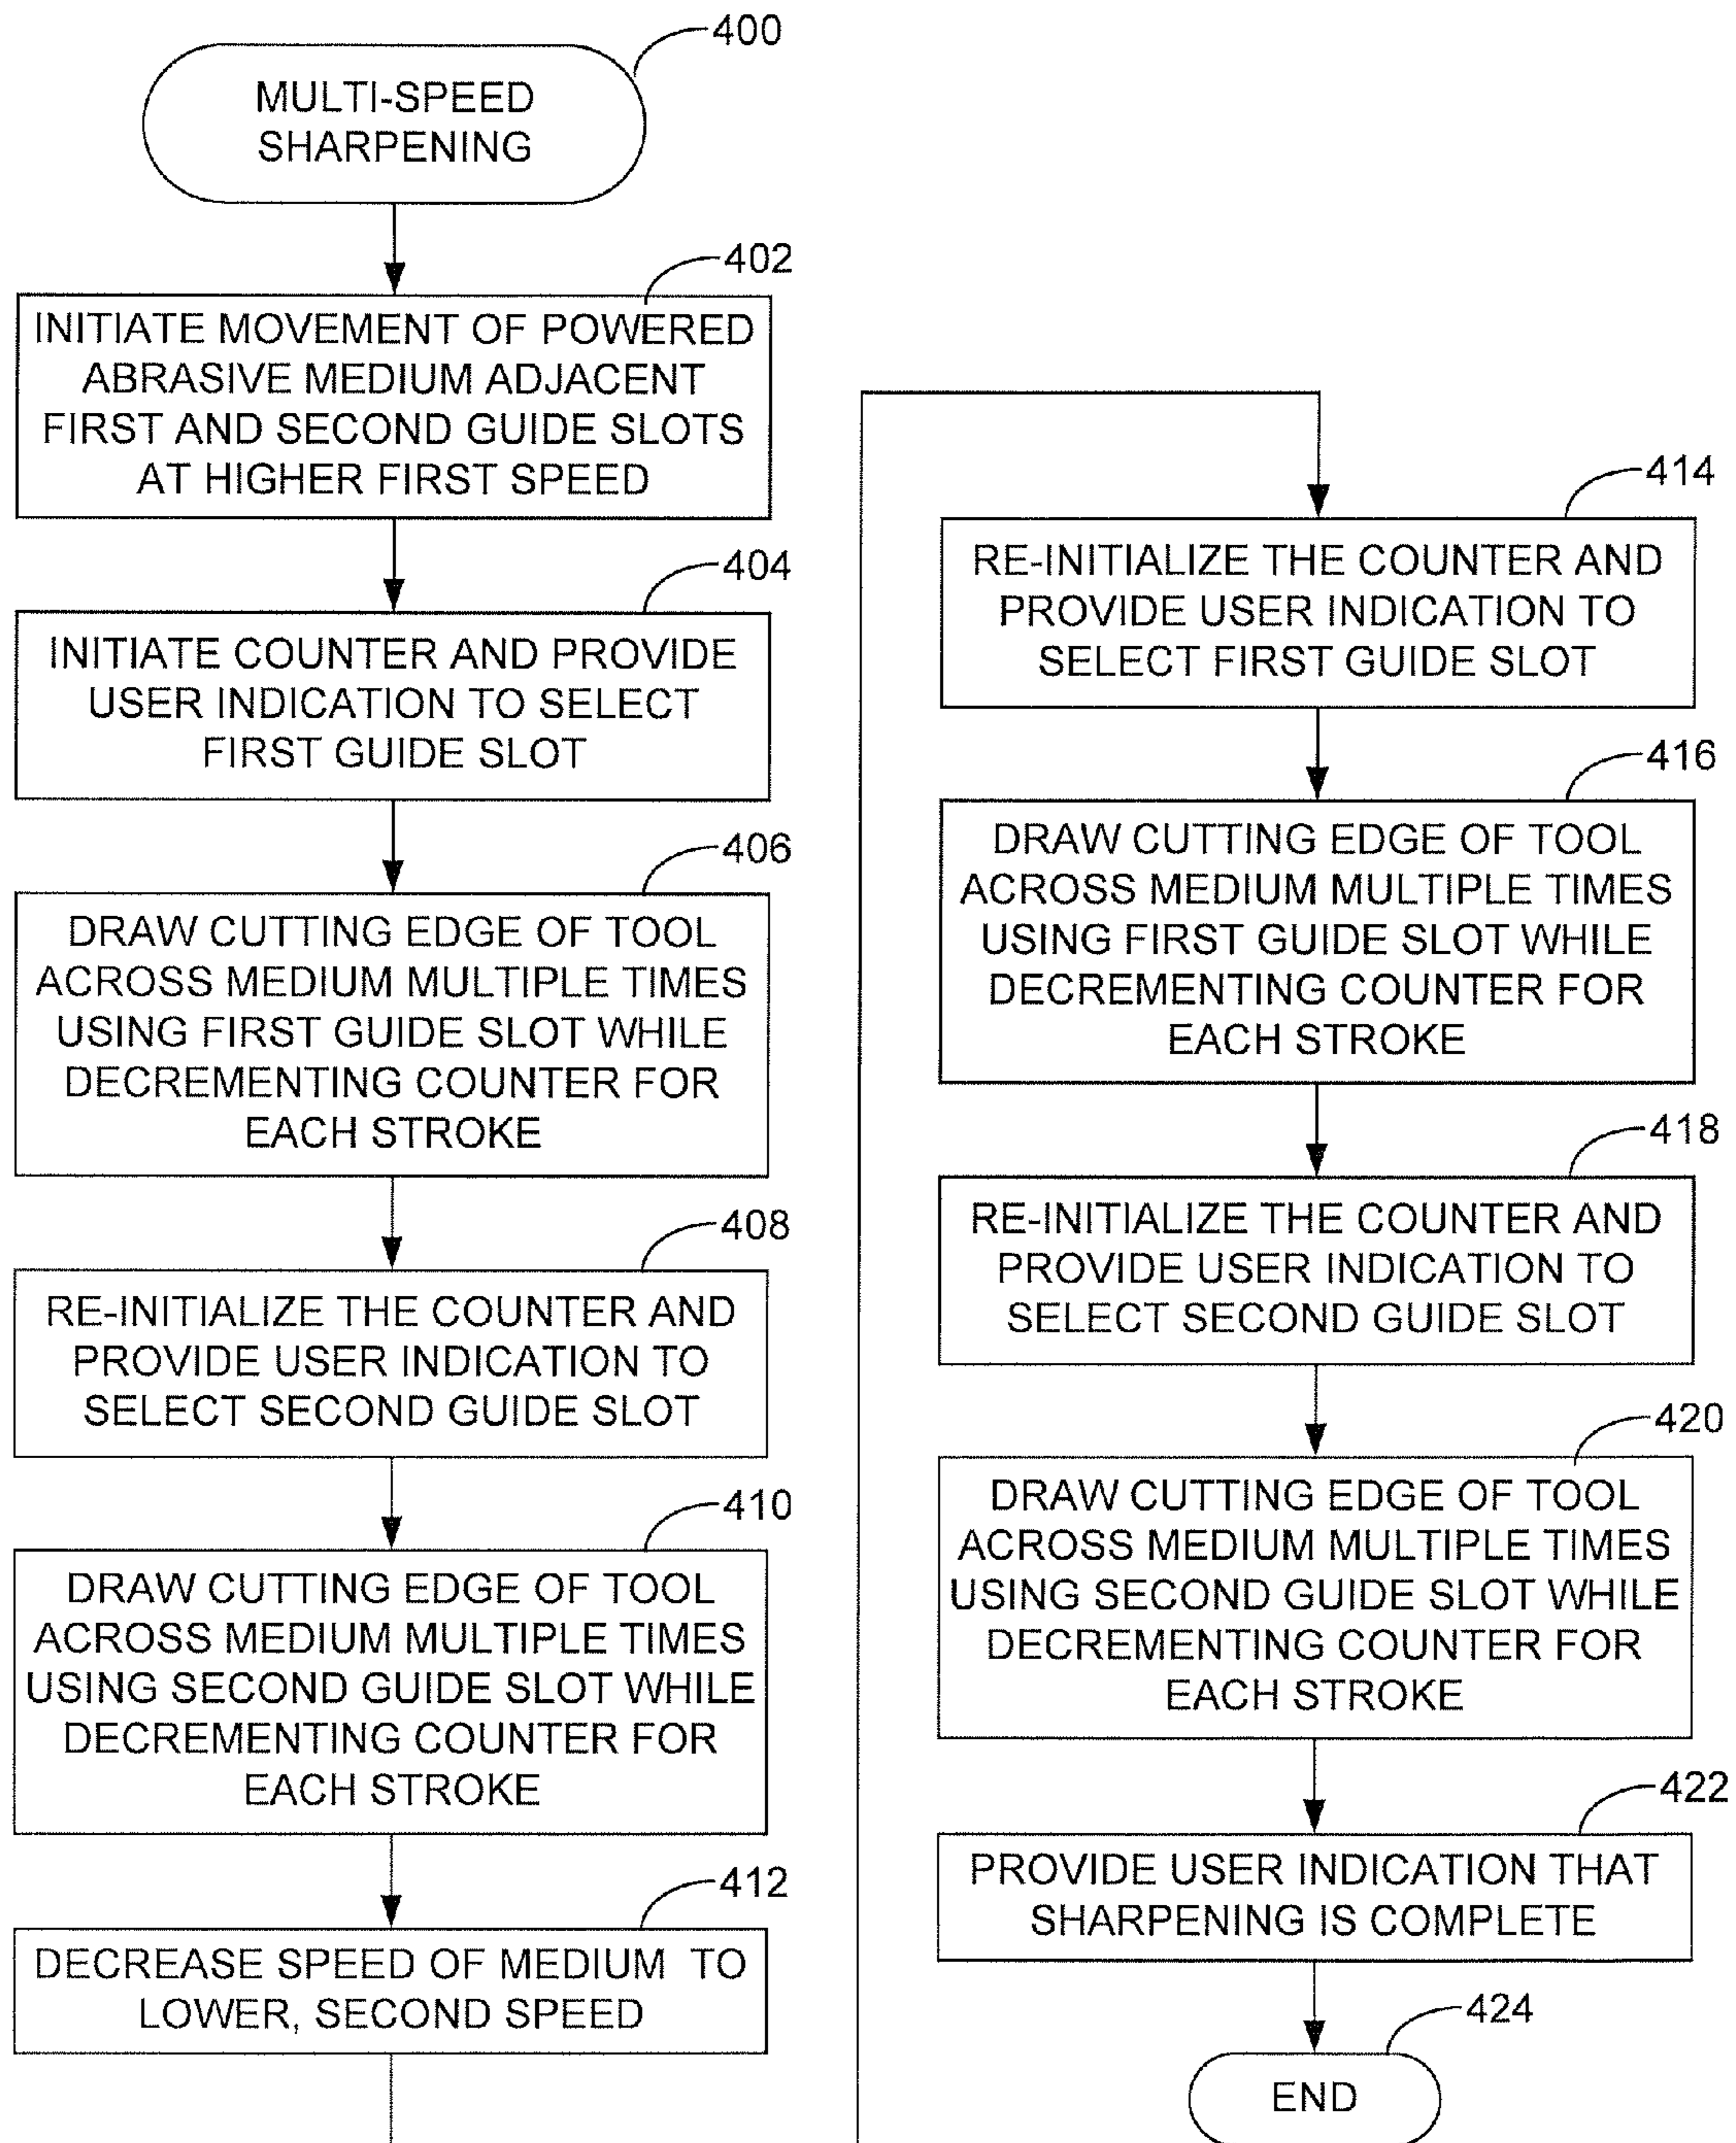 400
MULTI-SPEED
SHARPENING
402
INITIATE MOVEMENT OF POWERED
ABRASIVE MEDIUM ADJACENT
FIRST AND SECOND GUIDE SLOTS
AT HIGHER FIRST SPEED
404
INITIATE COUNTER AND PROVIDE
USER INDICATION TO SELECT
FIRST GUIDE SLOT
406
DRAW CUTTING EDGE OF TOOL
ACROSS MEDIUM MULTIPLE TIMES
USING FIRST GUIDE SLOT WHILE
DECREMENTING COUNTER FOR
EACH STROKE
408
RE-INITIALIZE THE COUNTER AND
PROVIDE USER INDICATION TO
SELECT SECOND GUIDE SLOT
410
DRAW CUTTING EDGE OF TOOL
ACROSS MEDIUM MULTIPLE TIMES
USING SECOND GUIDE SLOT WHILE
DECREMENTING COUNTER FOR
EACH STROKE
412
DECREASE SPEED OF MEDIUM TO
LOWER, SECOND SPEED
414
RE-INITIALIZE THE COUNTER AND
PROVIDE USER INDICATION TO
SELECT FIRST GUIDE SLOT
416
DRAW CUTTING EDGE OF TOOL
ACROSS MEDIUM MULTIPLE TIMES
USING FIRST GUIDE SLOT WHILE
DECREMENTING COUNTER FOR
EACH STROKE
418
RE-INITIALIZE THE COUNTER AND
PROVIDE USER INDICATION TO
SELECT SECOND GUIDE SLOT
420
DRAW CUTTING EDGE OF TOOL
ACROSS MEDIUM MULTIPLE TIMES
USING SECOND GUIDE SLOT WHILE
DECREMENTING COUNTER FOR
EACH STROKE
422
PROVIDE USER INDICATION THAT
SHARPENING IS COMPLETE
424
END